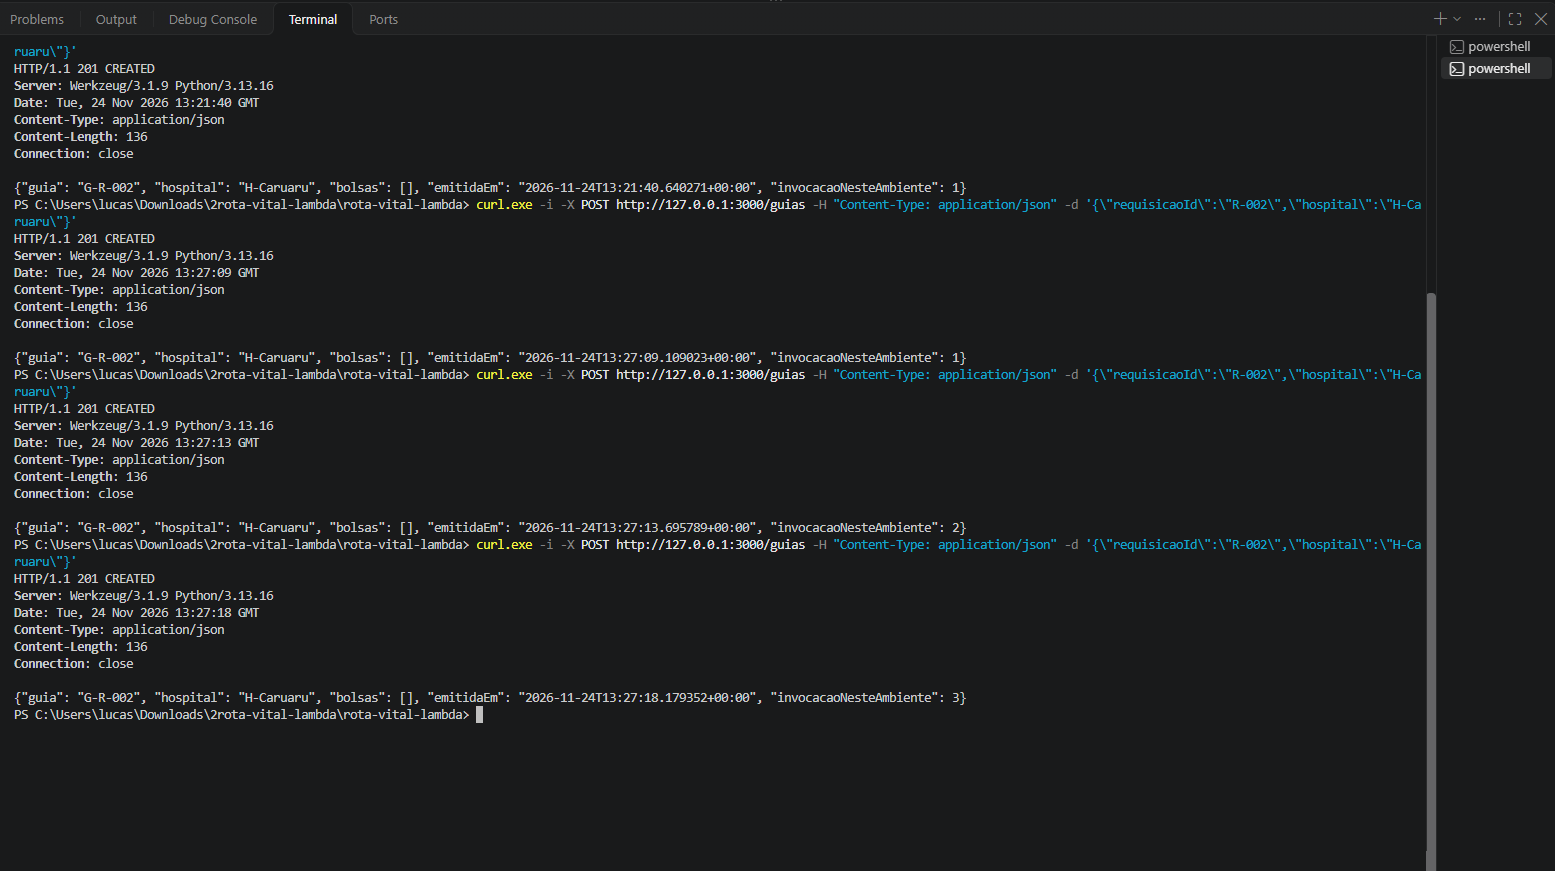 Problems Output Debug Console Terminal Ports
powershell
powershell
ruaru\"}'
HTTP/1.1 201 CREATED
Server: Werkzeug/3.1.9 Python/3.13.16
Date: Tue, 24 Nov 2026 13:21:40 GMT
Content-Type: application/json
Content-Length: 136
Connection: close
{"guia": "G-R-002", "hospital": "H-Caruaru", "bolsas": [], "emitidaEm": "2026-11-24T13:21:40.640271+00:00", "invocacaoNesteAmbiente": 1}
PS C:\Users\lucas\Downloads\2rota-vital-lambda\rota-vital-lambda> curl.exe -i -X POST http://127.0.0.1:3000/guias -H "Content-Type: application/json" -d '{\"requisicaoId\":\"R-002\",\"hospital\":\"H-Ca
ruaru\"}'
HTTP/1.1 201 CREATED
Server: Werkzeug/3.1.9 Python/3.13.16
Date: Tue, 24 Nov 2026 13:27:09 GMT
Content-Type: application/json
Content-Length: 136
Connection: close
{"guia": "G-R-002", "hospital": "H-Caruaru", "bolsas": [], "emitidaEm": "2026-11-24T13:27:09.109023+00:00", "invocacaoNesteAmbiente": 1}
PS C:\Users\lucas\Downloads\2rota-vital-lambda\rota-vital-lambda> curl.exe -i -X POST http://127.0.0.1:3000/guias -H "Content-Type: application/json" -d '{\"requisicaoId\":\"R-002\",\"hospital\":\"H-Ca
ruaru\"}'
HTTP/1.1 201 CREATED
Server: Werkzeug/3.1.9 Python/3.13.16
Date: Tue, 24 Nov 2026 13:27:13 GMT
Content-Type: application/json
Content-Length: 136
Connection: close
{"guia": "G-R-002", "hospital": "H-Caruaru", "bolsas": [], "emitidaEm": "2026-11-24T13:27:13.695789+00:00", "invocacaoNesteAmbiente": 2}
PS C:\Users\lucas\Downloads\2rota-vital-lambda\rota-vital-lambda> curl.exe -i -X POST http://127.0.0.1:3000/guias -H "Content-Type: application/json" -d '{\"requisicaoId\":\"R-002\",\"hospital\":\"H-Ca
ruaru\"}'
HTTP/1.1 201 CREATED
Server: Werkzeug/3.1.9 Python/3.13.16
Date: Tue, 24 Nov 2026 13:27:18 GMT
Content-Type: application/json
Content-Length: 136
Connection: close
{"guia": "G-R-002", "hospital": "H-Caruaru", "bolsas": [], "emitidaEm": "2026-11-24T13:27:18.179352+00:00", "invocacaoNesteAmbiente": 3}
PS C:\Users\lucas\Downloads\2rota-vital-lambda\rota-vital-lambda>